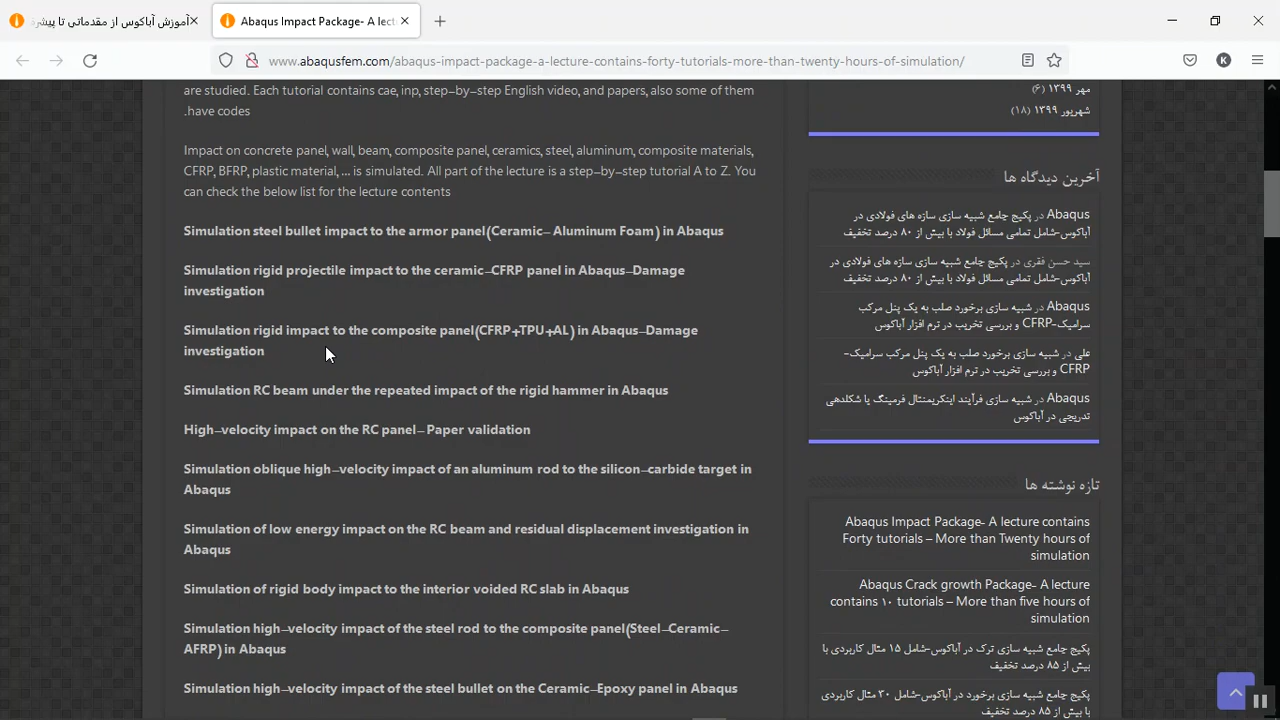 آموزش آباکوس از مقدماتی تا پیشرف
Abaqus Impact Package- A lect
www.abaqusfem.com/abaqus-impact-package-a-lecture-contains-forty-tutorials-more-than-twenty-hours-of-simulation/
K
are studied. Each tutorial contains cae, inp, step–by–step English video, and papers, also some of them
.have codes
Impact on concrete panel, wall, beam, composite panel, ceramics, steel, aluminum, composite materials,
CFRP, BFRP, plastic material, … is simulated. All part of the lecture is a step–by–step tutorial A to Z. You
can check the below list for the lecture contents
Simulation steel bullet impact to the armor panel(Ceramic– Aluminum Foam) in Abaqus
Simulation rigid projectile impact to the ceramic–CFRP panel in Abaqus–Damage
investigation
Simulation rigid impact to the composite panel(CFRP+TPU+AL) in Abaqus–Damage
investigation
Simulation RC beam under the repeated impact of the rigid hammer in Abaqus
High–velocity impact on the RC panel– Paper validation
Simulation oblique high–velocity impact of an aluminum rod to the silicon–carbide target in
Abaqus
Simulation of low energy impact on the RC beam and residual displacement investigation in
Abaqus
Simulation of rigid body impact to the interior voided RC slab in Abaqus
Simulation high–velocity impact of the steel rod to the composite panel(Steel–Ceramic–
AFRP) in Abaqus
Simulation high–velocity impact of the steel bullet on the Ceramic–Epoxy panel in Abaqus
مهر ۱۳۹۹ (۶)
شهریور ۱۳۹۹ (۱۸)
آخرین دیدگاه ها
Abaqus در پکیج جامع شبیه سازی سازه های فولادی در
آباکوس-شامل تمامی مسائل فولاد با بیش از ۸۰ درصد تخفیف
سید حسن فقری در پکیج جامع شبیه سازی سازه های فولادی در
آباکوس-شامل تمامی مسائل فولاد با بیش از ۸۰ درصد تخفیف
Abaqus در شبیه سازی برخورد صلب به یک پنل مرکب
سرامیک-CFRP و بررسی تخریب در نرم افزار آباکوس
علی در شبیه سازی برخورد صلب به یک پنل مرکب سرامیک-
CFRP و بررسی تخریب در نرم افزار آباکوس
Abaqus در شبیه سازی فرآیند اینکریمنتال فرمینگ یا شکلدهی
تدریجی در آباکوس
تازه نوشته ها
Abaqus Impact Package- A lecture contains
Forty tutorials – More than Twenty hours of
simulation
Abaqus Crack growth Package- A lecture
contains ۱۰ tutorials – More than five hours of
simulation
پکیج جامع شبیه سازی ترک در آباکوس-شامل ۱۵ مثال کاربردی با
بیش از ۸۵ درصد تخفیف
پکیج جامع شبیه سازی برخورد در آباکوس-شامل ۳۰ مثال کاربردی
با بیش از ۸۵ درصد تخفیف